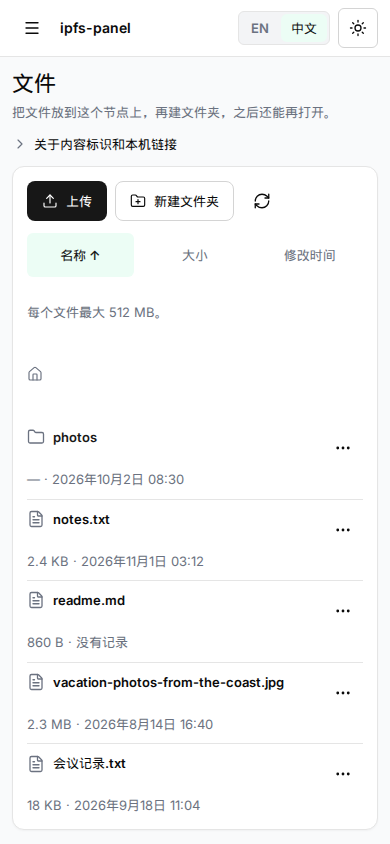 ipfs-panel
EN 中文
文件
把文件放到这个节点上，再建文件夹，之后还能再打开。
关于内容标识和本机链接
上传 新建文件夹
名称 ↑ 大小 修改时间
每个文件最大 512 MB。
photos
— · 2026年10月2日 08:30
notes.txt
2.4 KB · 2026年11月1日 03:12
readme.md
860 B · 没有记录
vacation-photos-from-the-coast.jpg
2.3 MB · 2026年8月14日 16:40
会议记录.txt
18 KB · 2026年9月18日 11:04